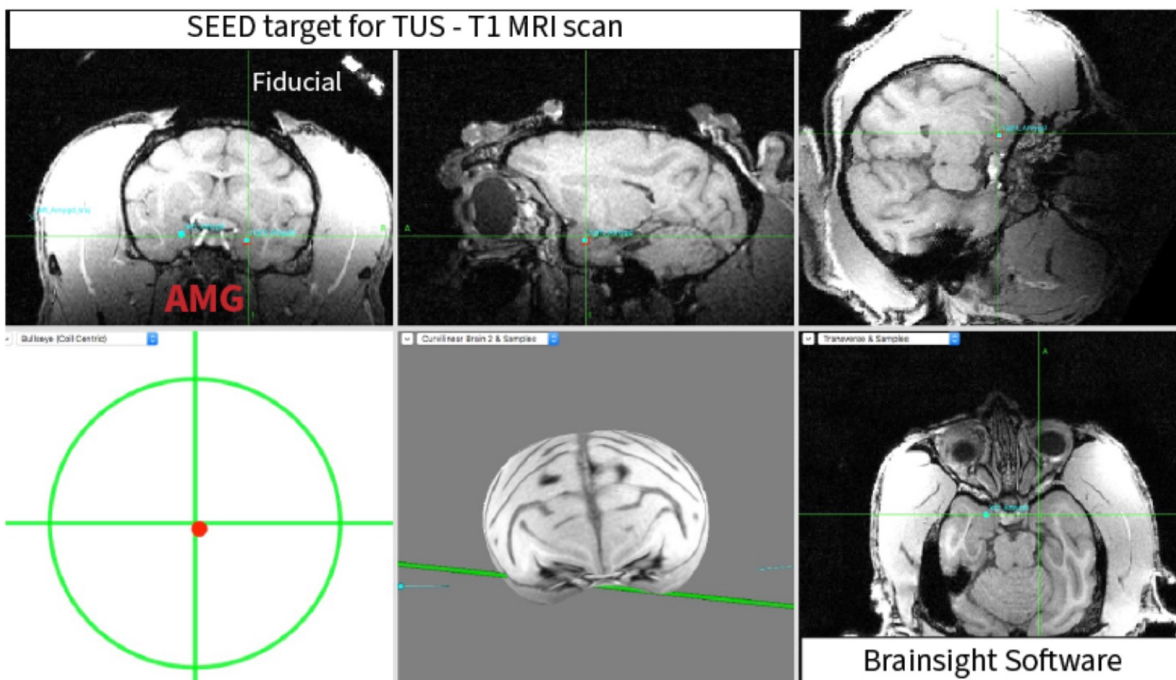 SEED target for TUS - T1 MRI scan
Fiducial
AMG
R
A
Bullseye (Coil Centric)
Curvilinear Brain 2 & Samples
Transverse & Samples
A
Brainsight Software